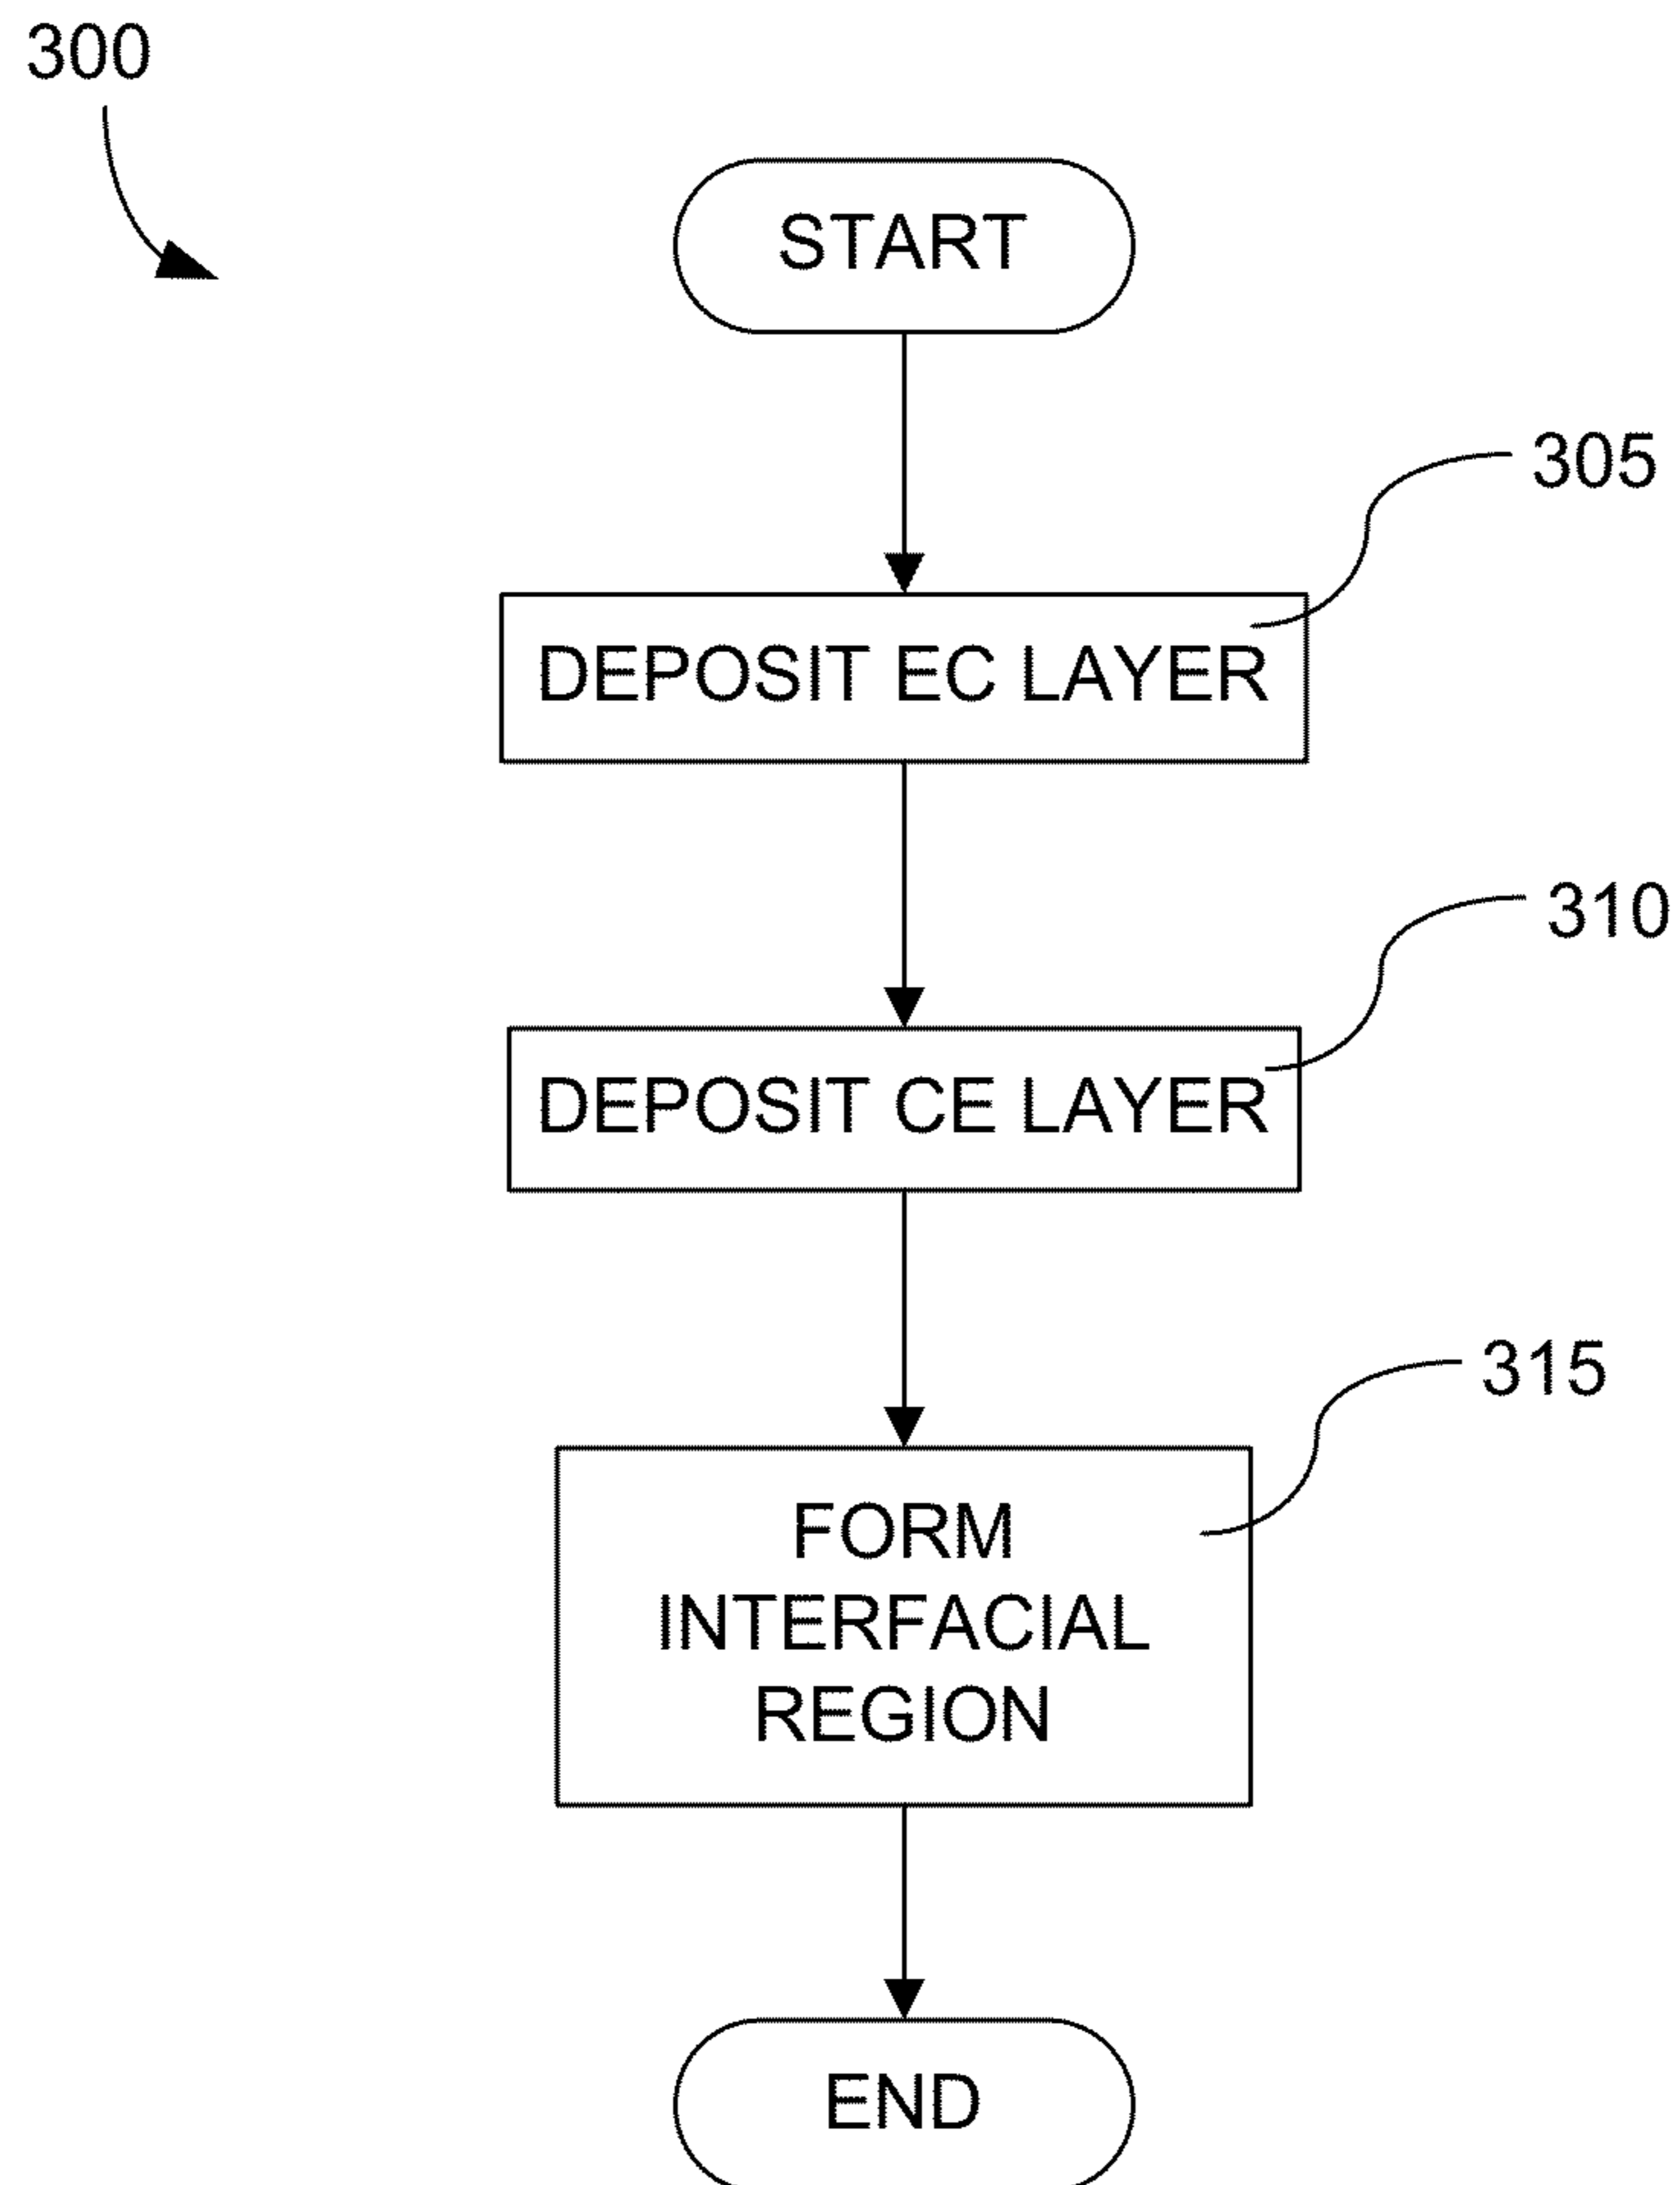 300
START
305
DEPOSIT EC LAYER
310
DEPOSIT CE LAYER
315
FORM
INTERFACIAL
REGION
END